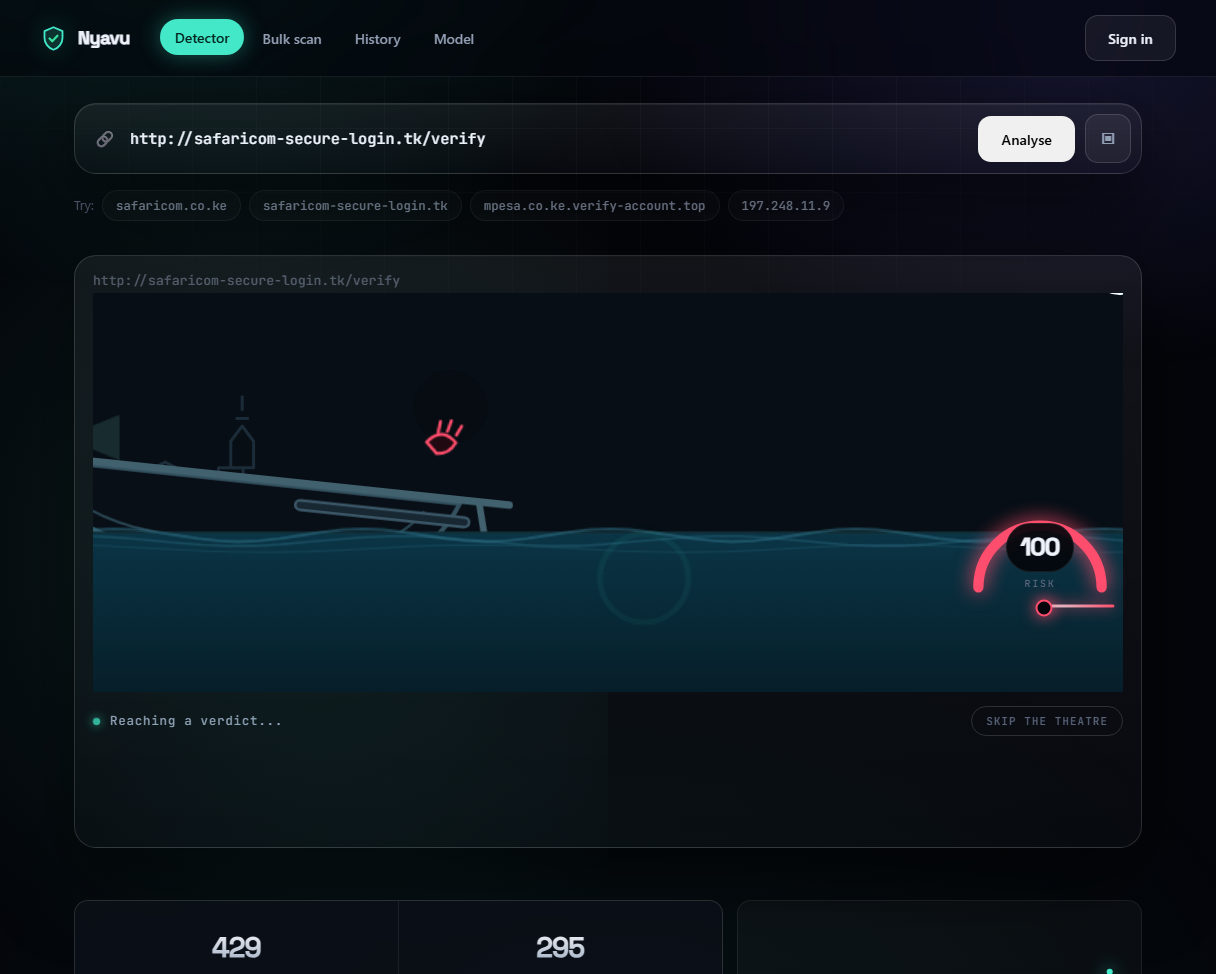 Nyavu
Detector
Bulk scan
History
Model
Sign in
http://safaricom-secure-login.tk/verify
Analyse
Try:
safaricom.co.ke
safaricom-secure-login.tk
mpesa.co.ke.verify-account.top
197.248.11.9
http://safaricom-secure-login.tk/verify
100
RISK
Reaching a verdict...
SKIP THE THEATRE
429
295